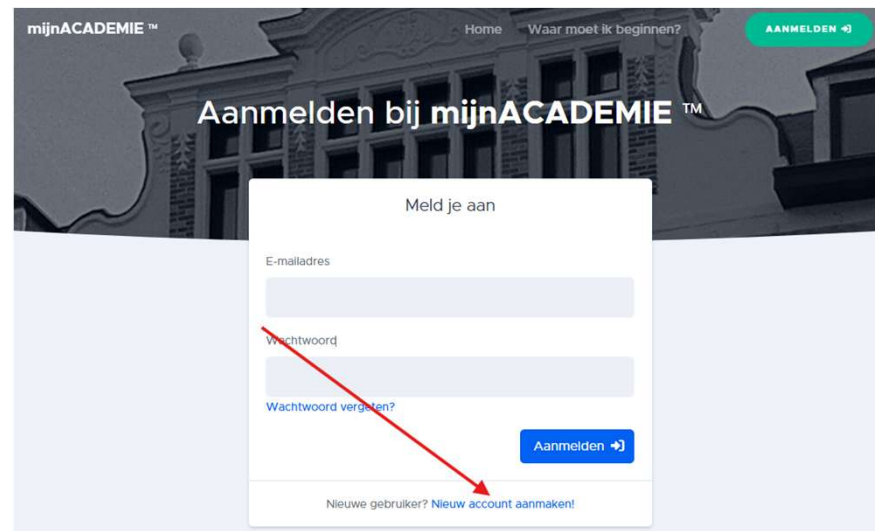 mijnACADEMIE ™ Home Waar moet ik beginnen? AANMELDEN
Aanmelden bij mijnACADEMIE ™
Meld je aan
E-mailadres
Wachtwoord
Wachtwoord vergeten?
Aanmelden
Nieuwe gebruiker? Nieuw account aanmaken!